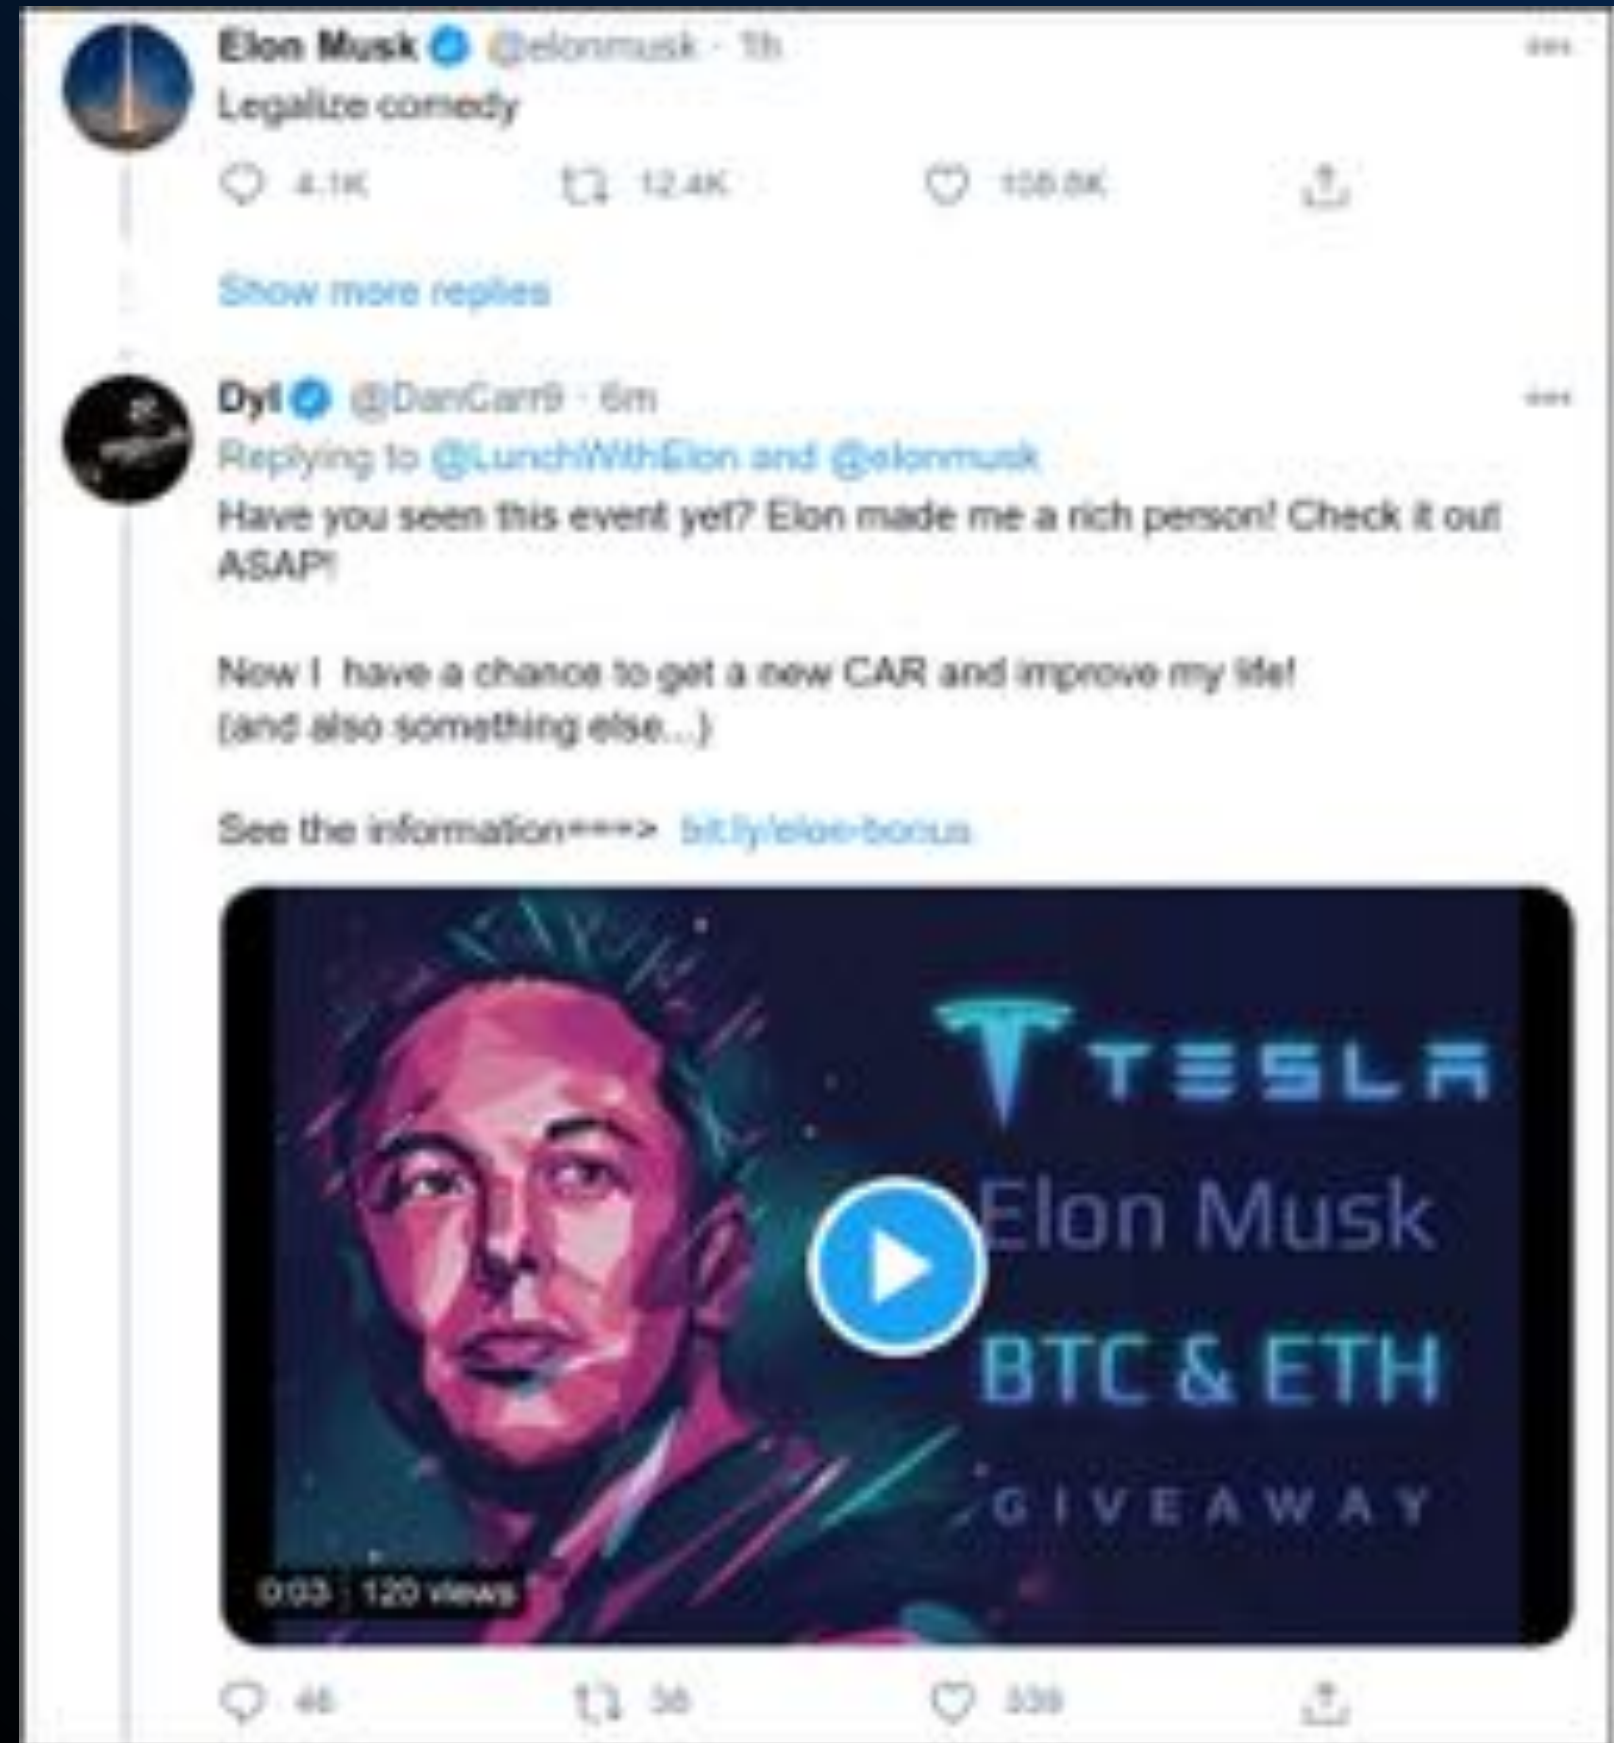 Elon Musk @elonmusk · 1h
Legalize comedy
4.1K 12.4K
Show more replies
Dyl @DanCarr9 · 6m
Replying to @LunchWithElon and @elonmusk
Have you seen this event yet? Elon made me a rich person! Check it out
ASAP!
Now I have a chance to get a new CAR and improve my life!
(and also something else...)
See the information===> bit.ly/elon-bonus
TESLA
Elon Musk
BTC & ETH
GIVEAWAY
0:03 120 views